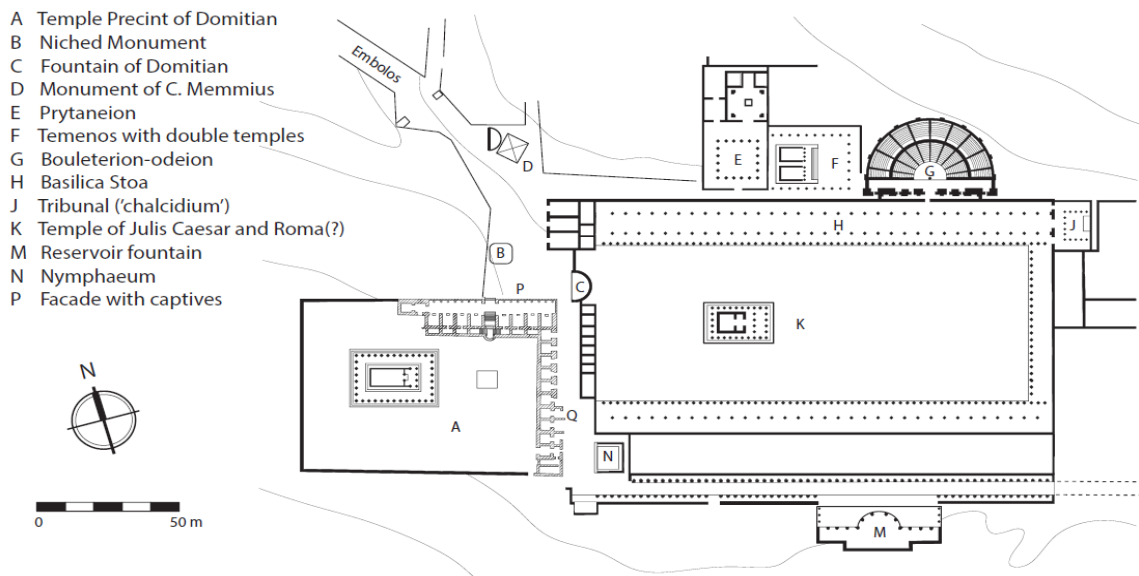 A Temple Precint of Domitian
B Niched Monument
C Fountain of Domitian
D Monument of C. Memmius
E Prytaneion
F Temenos with double temples
G Bouleterion-odeion
H Basilica Stoa
J Tribunal ('chalcidium')
K Temple of Julis Caesar and Roma(?)
M Reservoir fountain
N Nymphaeum
P Facade with captives
Embolos
D
E
F
G
H
J
B
P
C
K
A
Q
N
M
N
0 50 m